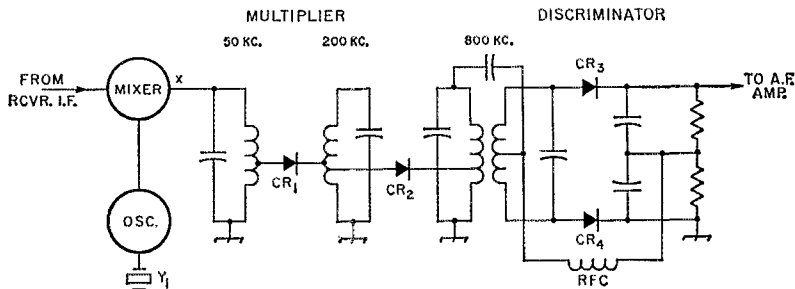 MULTIPLIER
DISCRIMINATOR
50 KC.
200 KC.
800 KC.
FROM
RCVR. I.F.
MIXER
X
CR1
CR2
CR3
CR4
TO A.F.
AMP.
OSC.
Y1
RFC